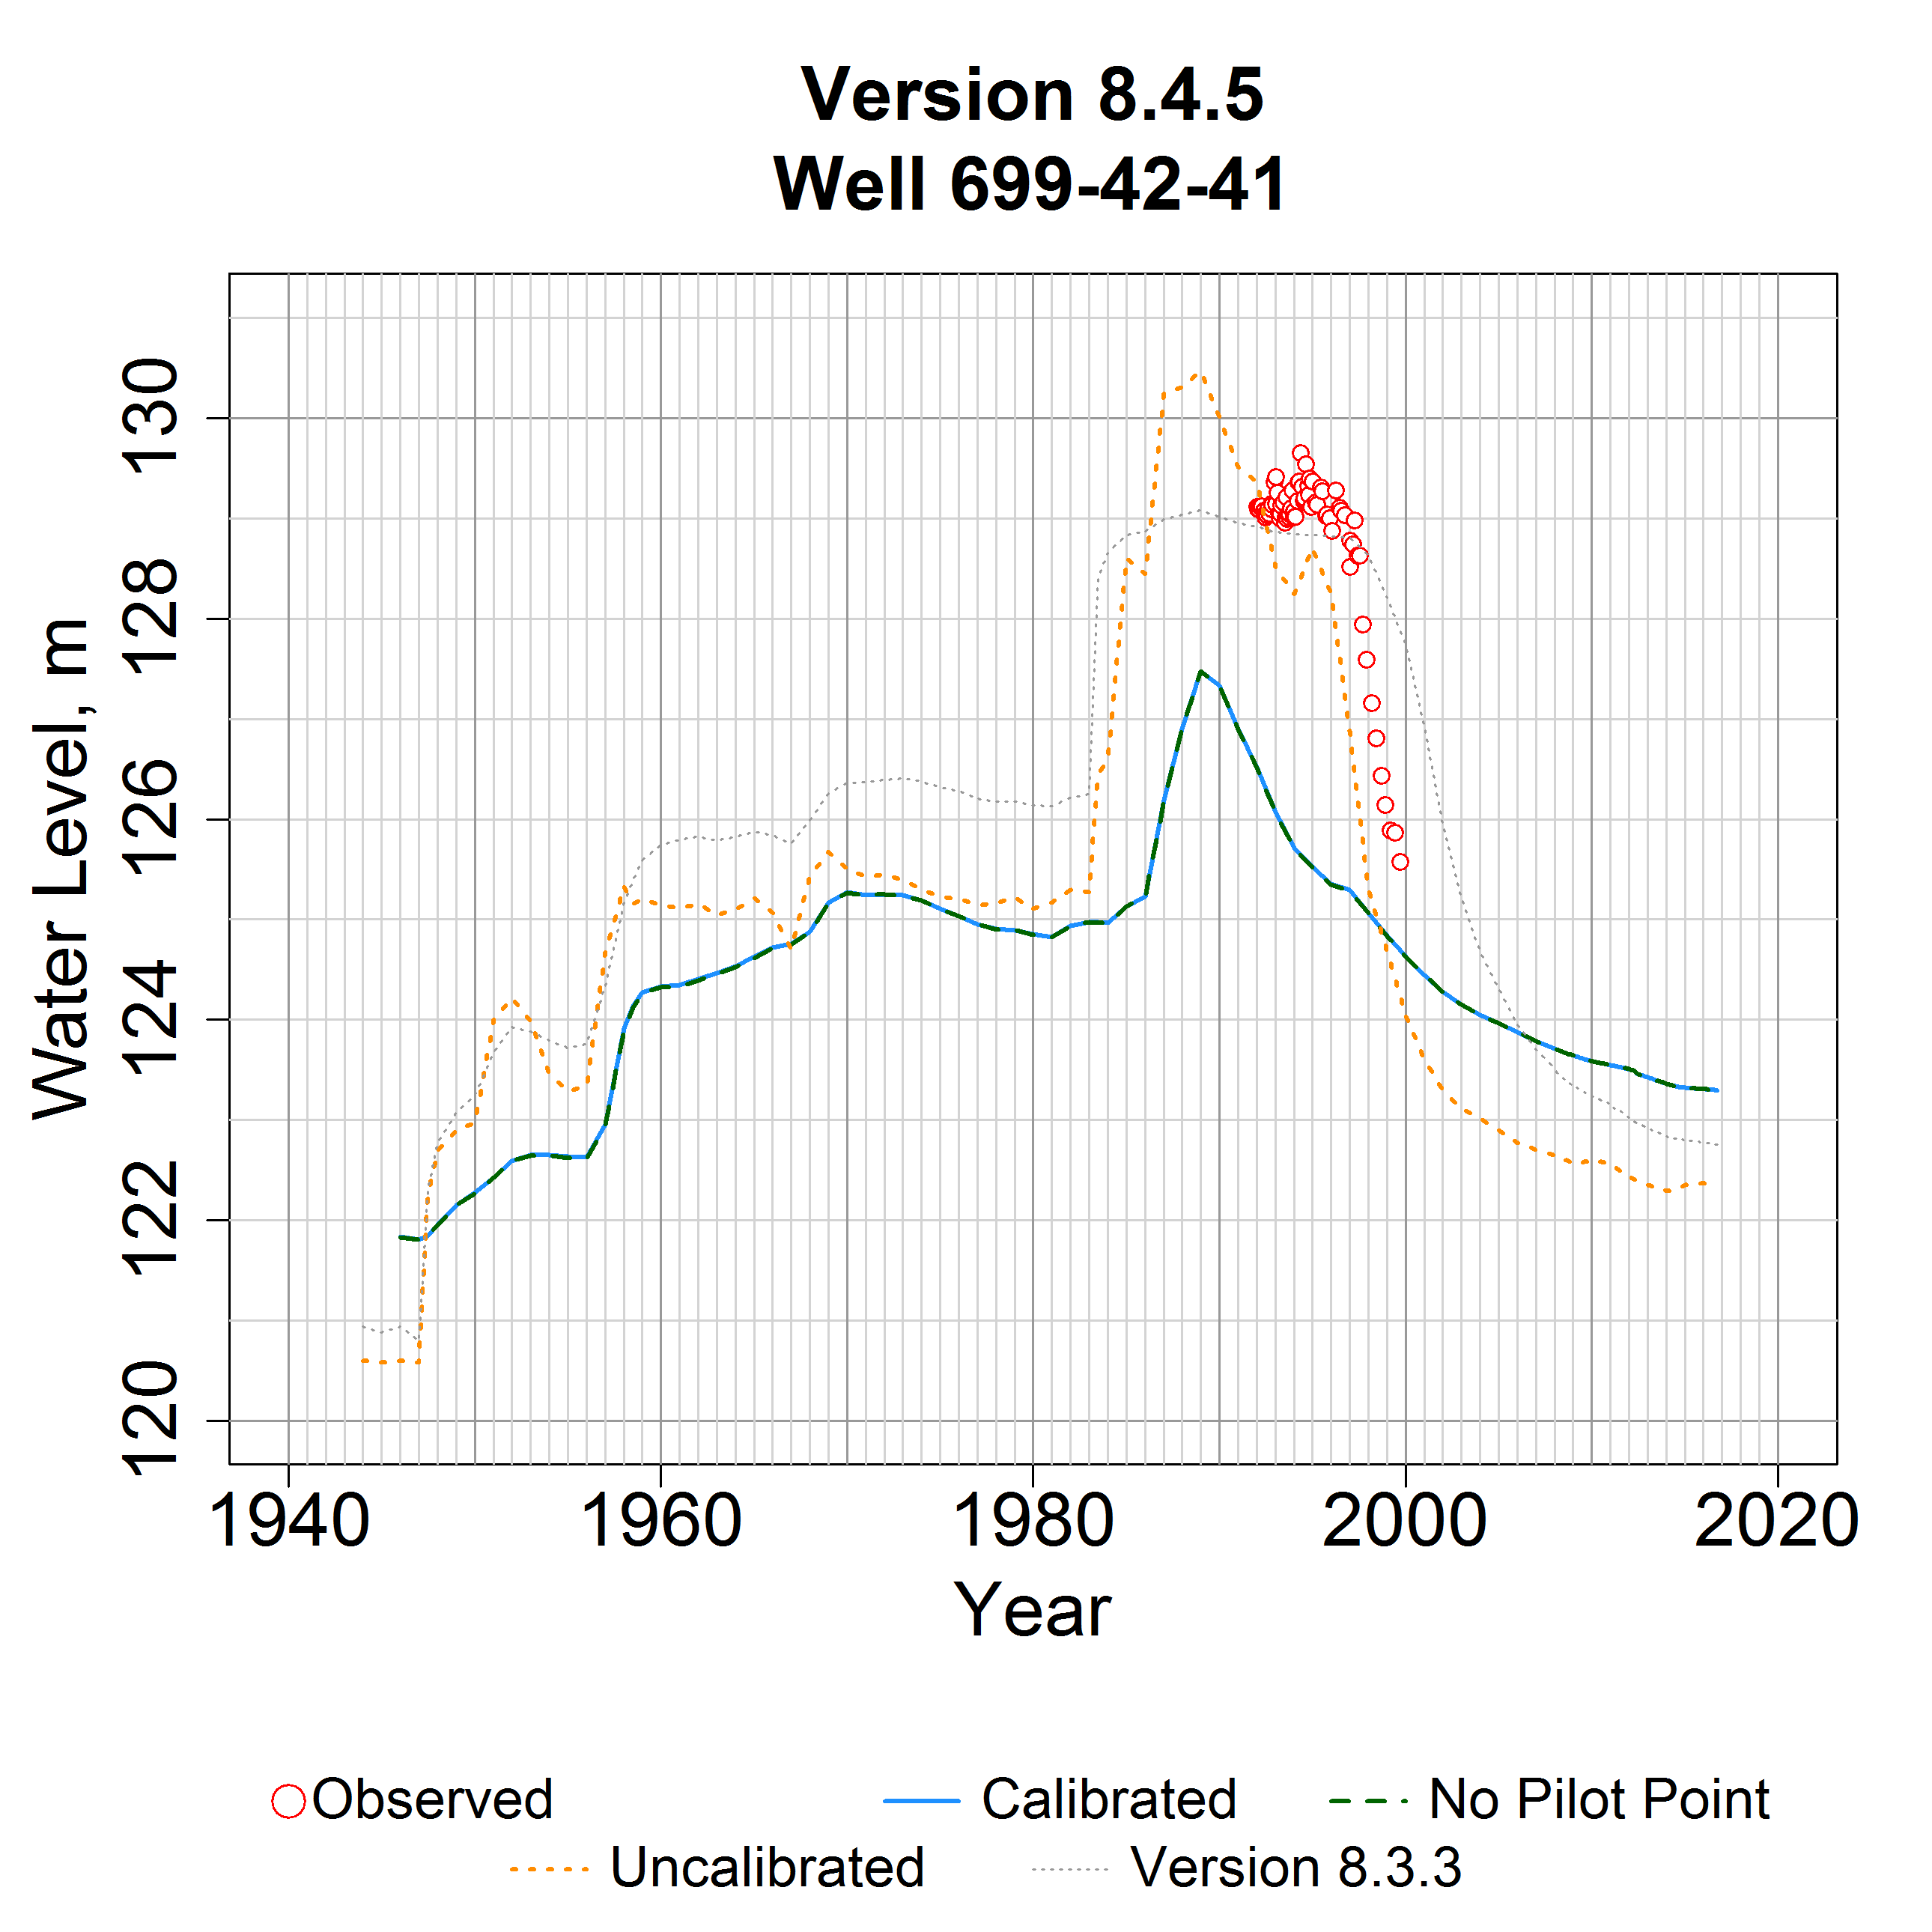 Version 8.4.5
Well 699-42-41
Water Level, m
130
128
126
124
122
120
1940 1960 1980 2000 2020
Year
Observed Calibrated No Pilot Point
Uncalibrated Version 8.3.3